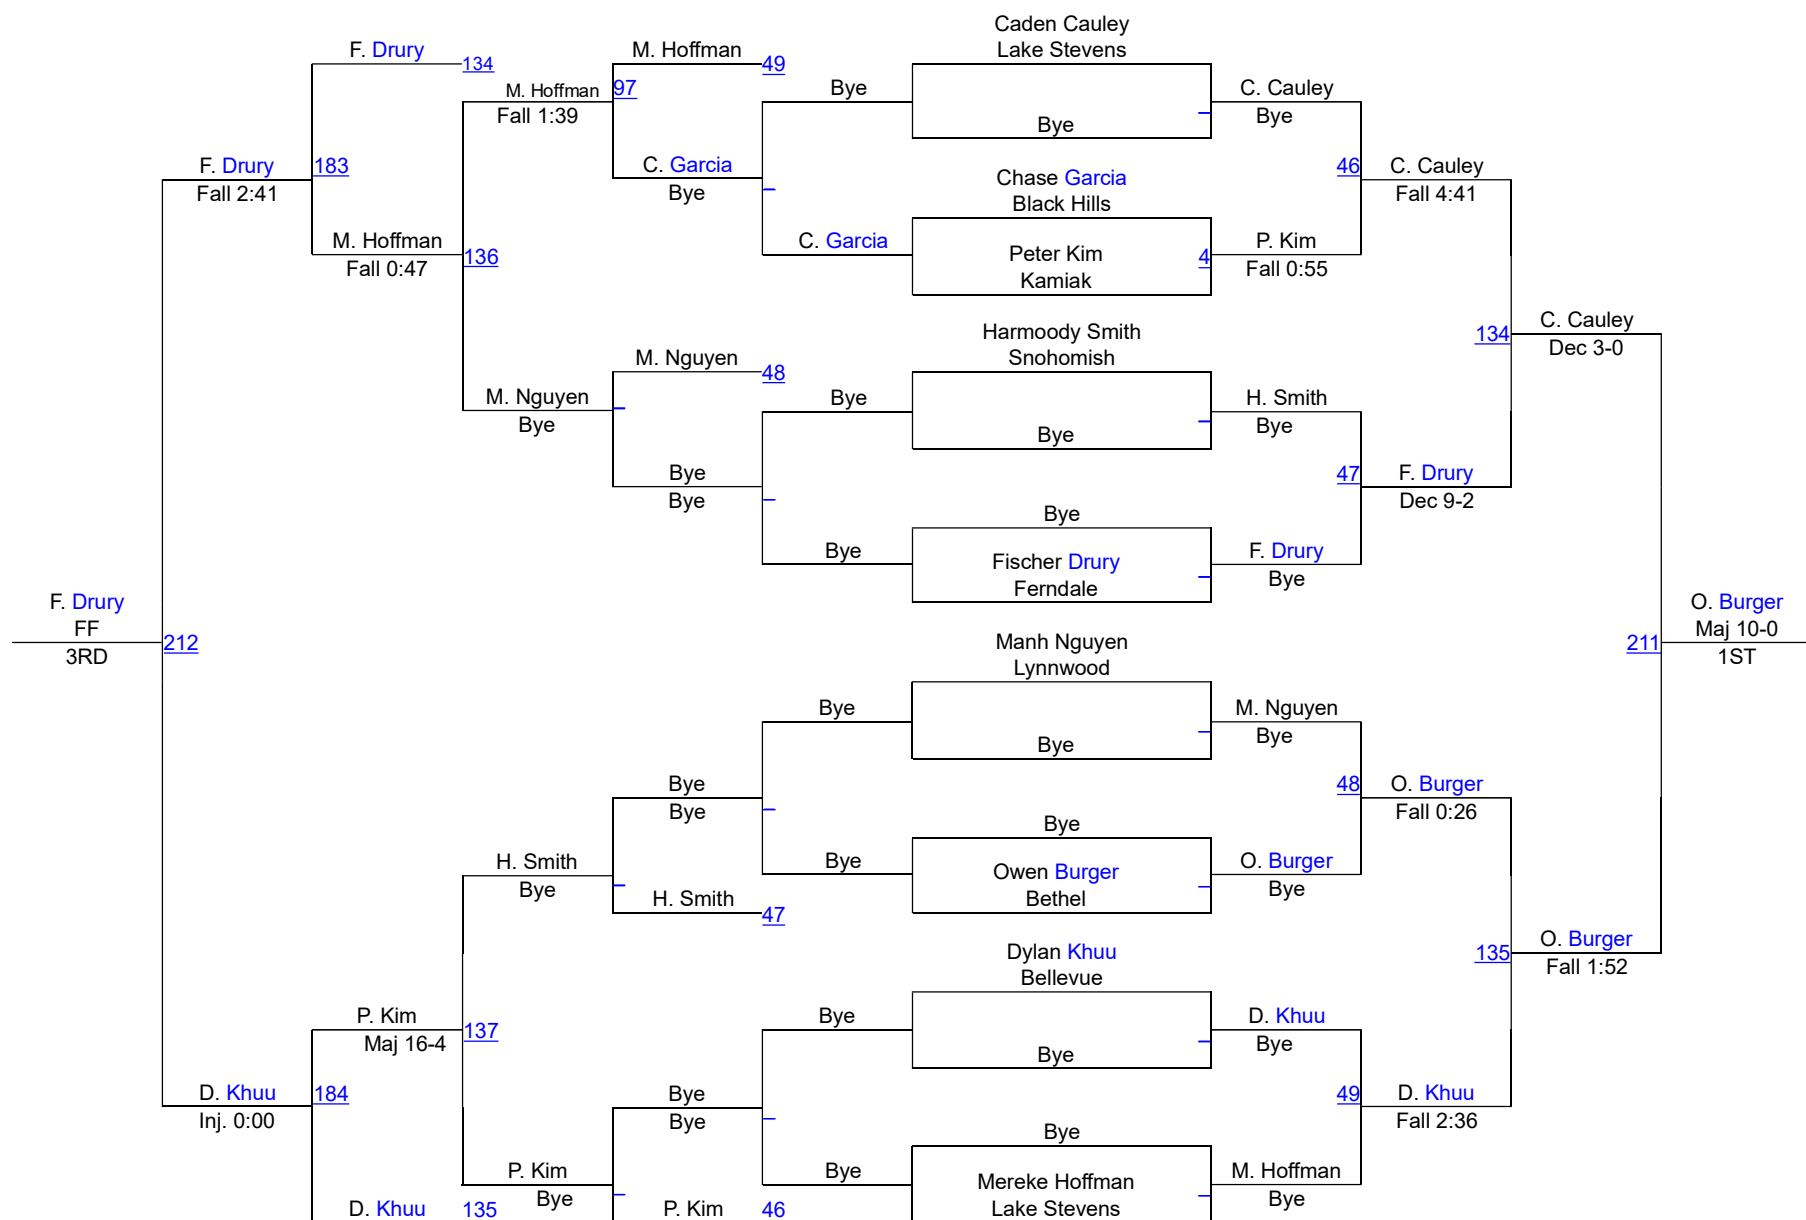 Caden Cauley
F. Drury
M. Hoffman
Lake Stevens
134
49
M. Hoffman
97
Bye
C. Cauley
Fall 1:39
Bye
Bye
F. Drury
183
C. Garcia
46
C. Cauley
Fall 2:41
Bye
Chase Garcia
Fall 4:41
Black Hills
M. Hoffman
C. Garcia
P. Kim
Fall 0:47
136
Peter Kim
4
Fall 0:55
Kamiak
Harmoody Smith
134
C. Cauley
M. Nguyen
Snohomish
Dec 3-0
48
M. Nguyen
Bye
H. Smith
Bye
Bye
Bye
Bye
47
F. Drury
Bye
Dec 9-2
Bye
Bye
Fischer Drury
F. Drury
Ferndale
Bye
F. Drury
O. Burger
FF
Maj 10-0
212
Manh Nguyen
211
3RD
Lynnwood
1ST
Bye
M. Nguyen
Bye
Bye
Bye
48
O. Burger
Bye
Fall 0:26
Bye
H. Smith
Bye
Owen Burger
O. Burger
Bye
H. Smith
Bethel
Bye
47
Dylan Khuu
135
O. Burger
Bellevue
Fall 1:52
P. Kim
137
Bye
D. Khuu
Maj 16-4
Bye
Bye
D. Khuu
184
Bye
49
D. Khuu
Inj. 0:00
Bye
Fall 2:36
Bye
P. Kim
Bye
Mereke Hoffman
M. Hoffman
Bye
Bye
D. Khuu
135
P. Kim
46
Lake Stevens